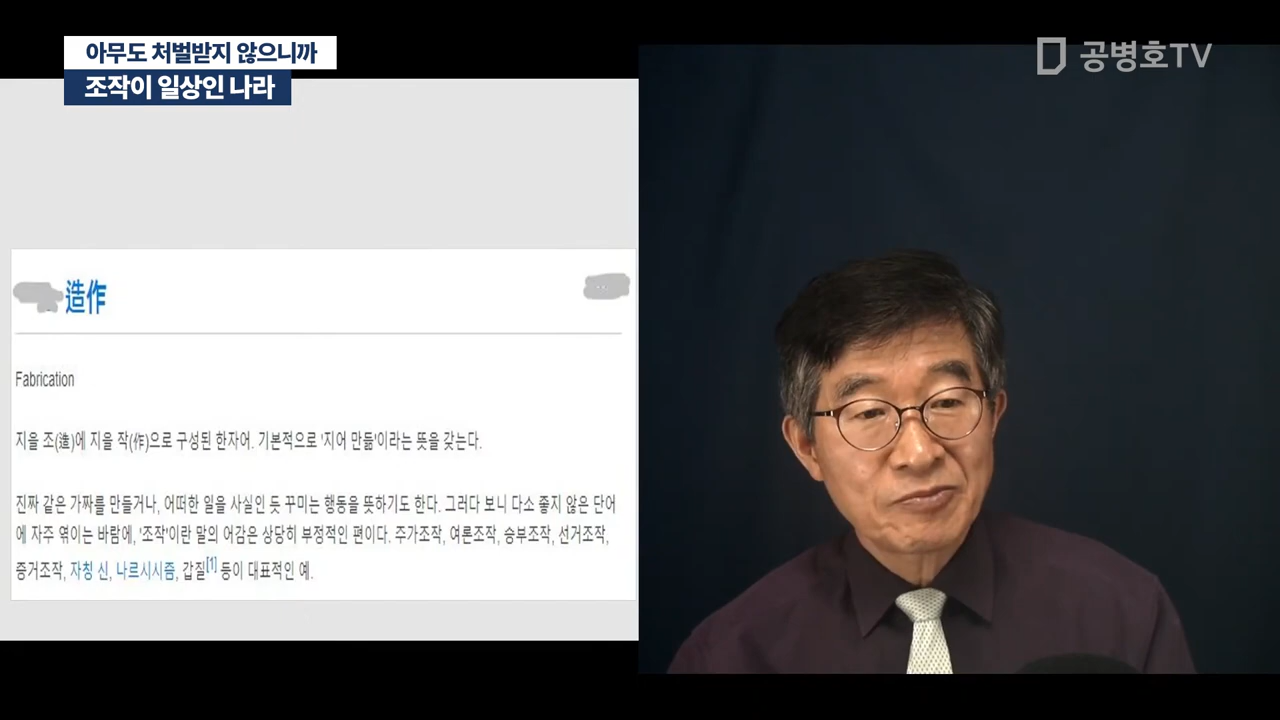 아무도 처벌받지 않으니까
조작이 일상인 나라
공병호TV
造作
Fabrication
지을 조(造)에 지을 작(作)으로 구성된 한자어. 기본적으로 '지어 만듦'이라는 뜻을 갖는다.
진짜 같은 가짜를 만들거나, 어떠한 일을 사실인 듯 꾸미는 행동을 뜻하기도 한다. 그러다 보니 다소 좋지 않은 단어
에 자주 엮이는 바람에, '조작'이란 말의 어감은 상당히 부정적인 편이다. 주가조작, 여론조작, 승부조작, 선거조작,
증거조작, 자칭 신, 나르시시즘, 갑질[1] 등이 대표적인 예.